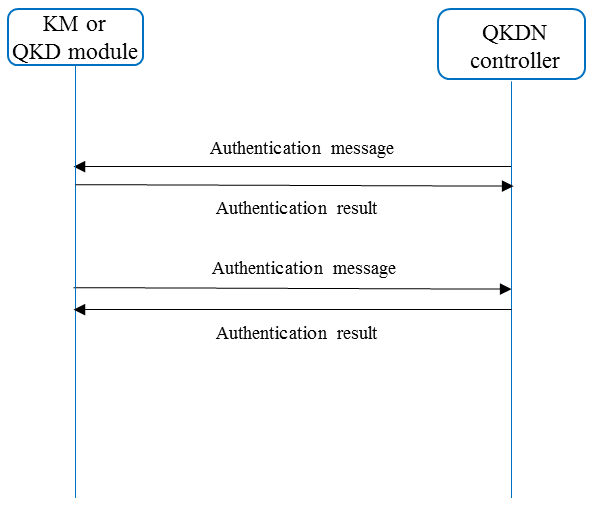 KM or
QKD module
QKDN
controller
Authentication message
Authentication result
Authentication message
Authentication result